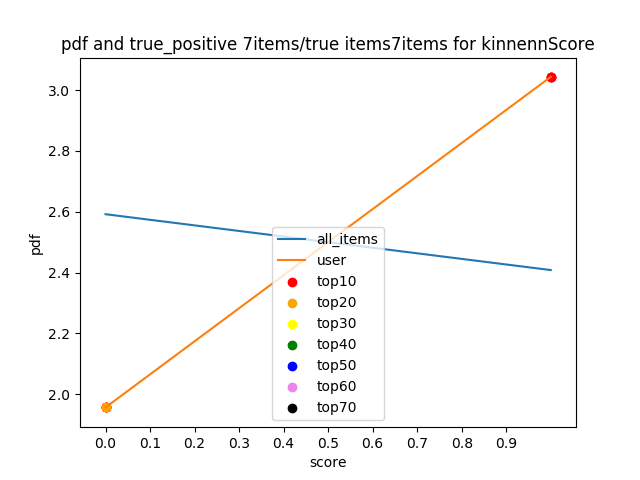 pdf and true_positive 7items/true items7items for kinnennScore
pdf
3.0
2.8
2.6
2.4
2.2
2.0
all_items
user
top10
top20
top30
top40
top50
top60
top70
0.0 0.1 0.2 0.3 0.4 0.5 0.6 0.7 0.8 0.9
score